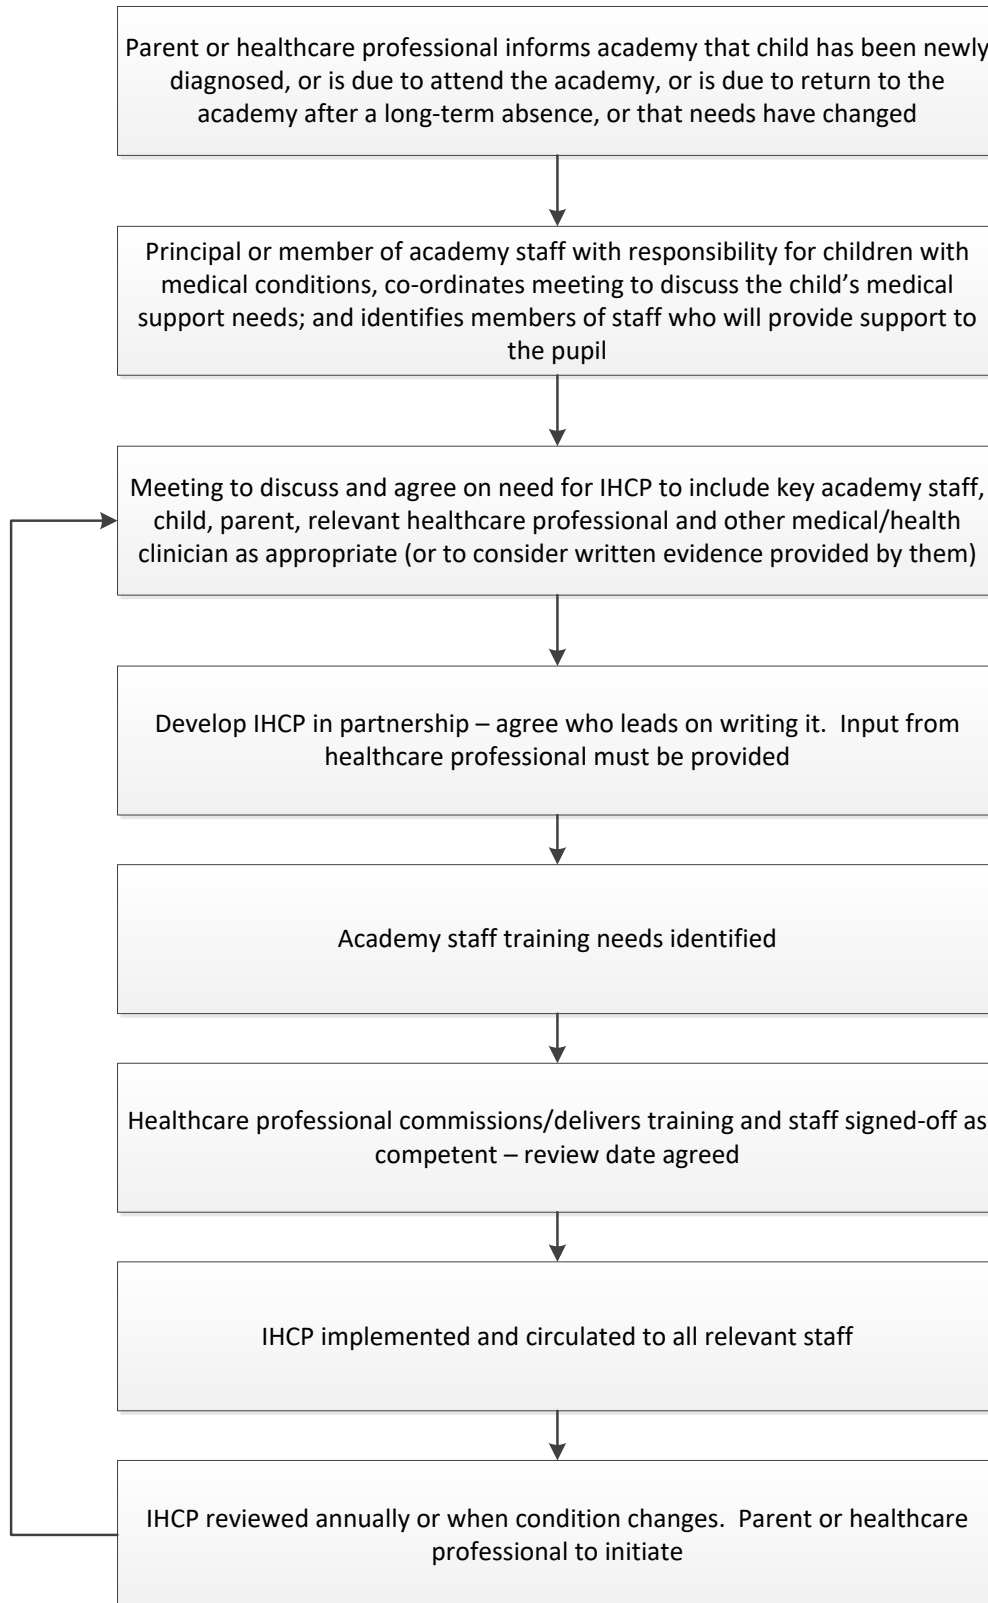 Parent or healthcare professional informs academy that child has been newly
diagnosed, or is due to attend the academy, or is due to return to the
academy after a long-term absence, or that needs have changed
Principal or member of academy staff with responsibility for children with
medical conditions, co-ordinates meeting to discuss the child’s medical
support needs; and identifies members of staff who will provide support to
the pupil
Meeting to discuss and agree on need for IHCP to include key academy staff,
child, parent, relevant healthcare professional and other medical/health
clinician as appropriate (or to consider written evidence provided by them)
Develop IHCP in partnership – agree who leads on writing it.  Input from
healthcare professional must be provided
Academy staff training needs identified
Healthcare professional commissions/delivers training and staff signed-off as
competent – review date agreed
IHCP implemented and circulated to all relevant staff
IHCP reviewed annually or when condition changes.  Parent or healthcare
professional to initiate